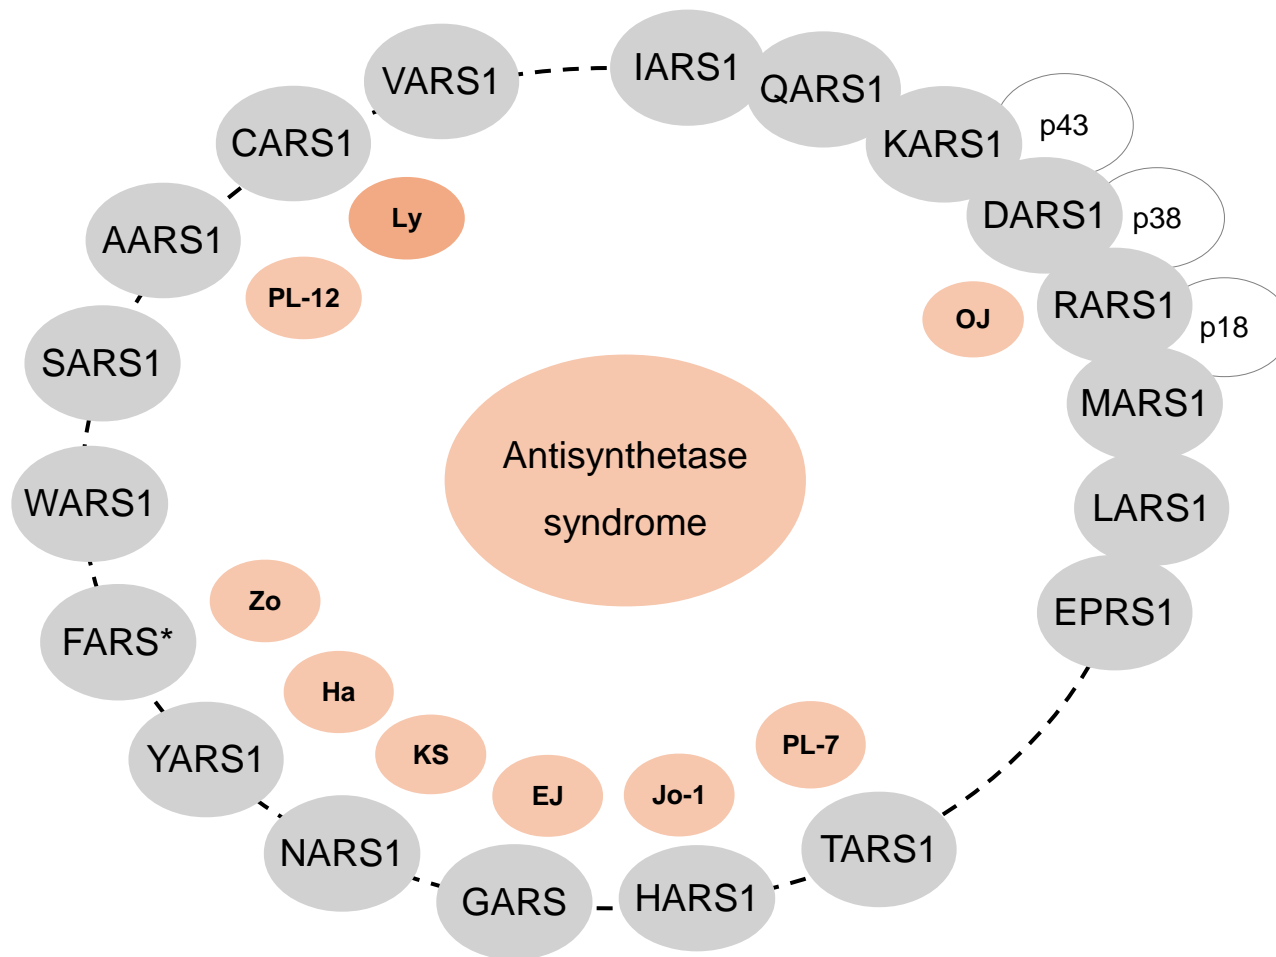 IARS1
VARS1
QARS1
p43
CARS1
KARS1
DARS1
p38
Ly
AARS1
PL-12
RARS1
OJ
p18
SARS1
MARS1
Antisynthetase
syndrome
WARS1
LARS1
Zo
EPRS1
FARS*
Ha
KS
PL-7
YARS1
EJ
Jo-1
NARS1
TARS1
GARS
HARS1